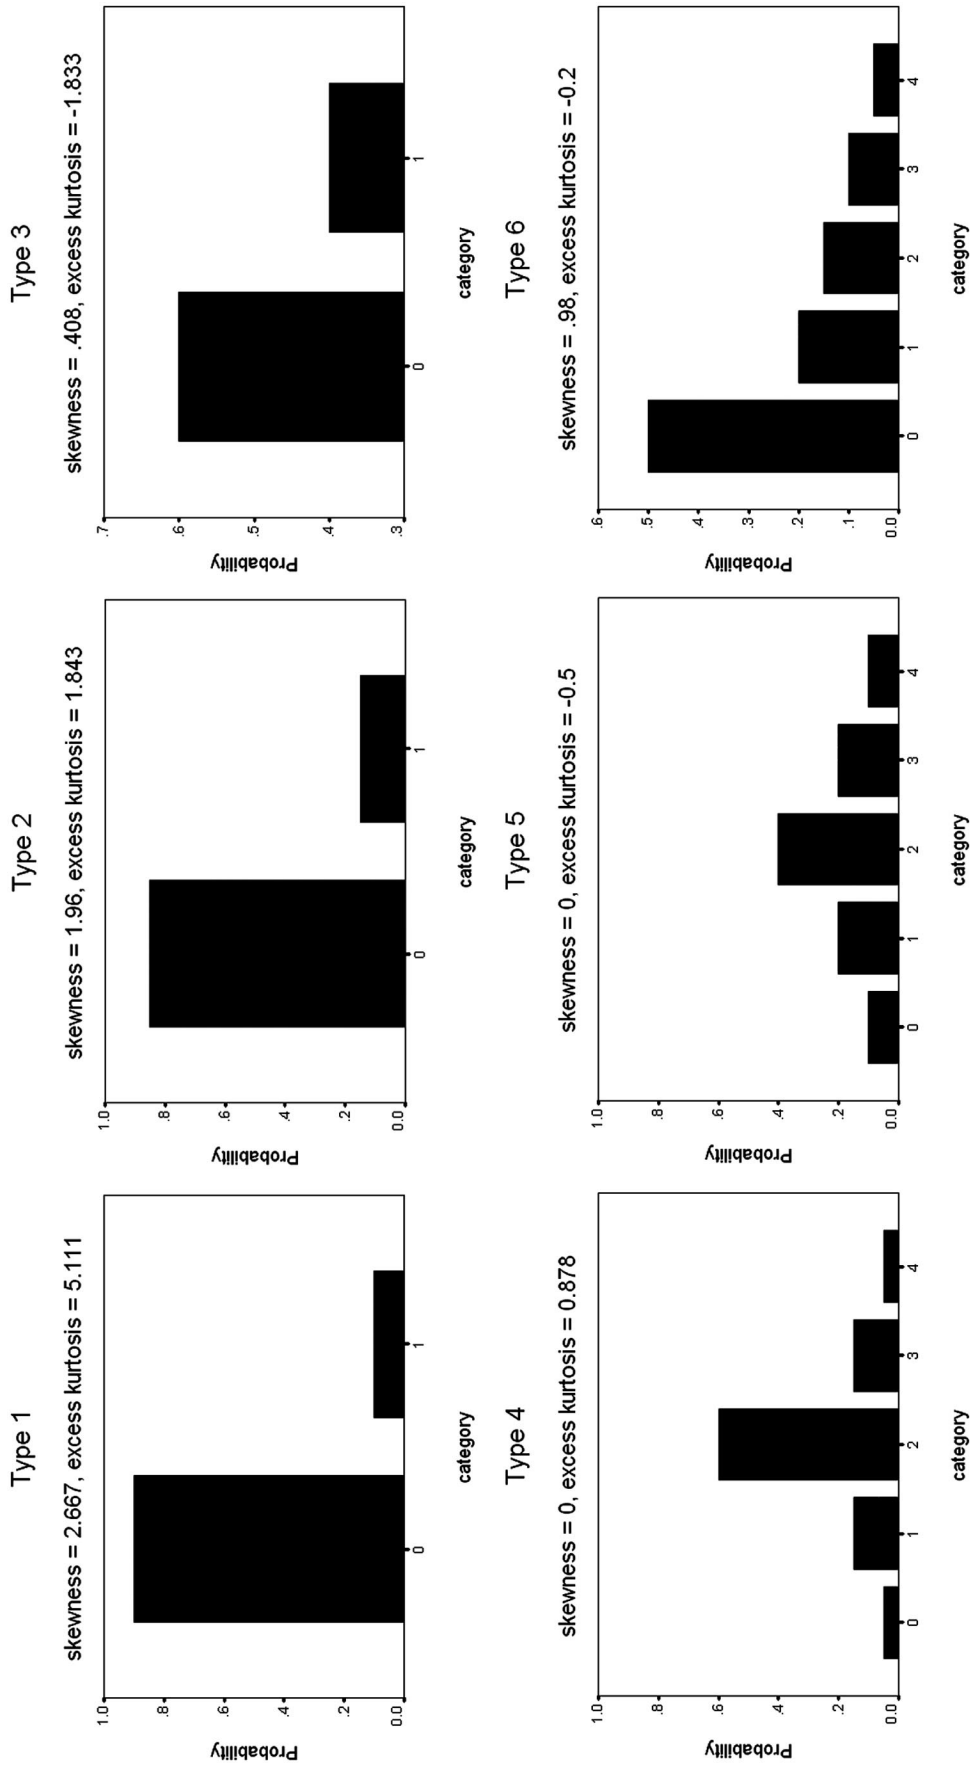 Type 1
skewness = 2.667, excess kurtosis = 5.111
Probability
1.0
.8
.6
.4
.2
0.0
0
1
category
Type 2
skewness = 1.96, excess kurtosis = 1.843
Probability
1.0
.8
.6
.4
.2
0.0
0
1
category
Type 3
skewness = .408, excess kurtosis = -1.833
Probability
.7
.6
.5
.4
.3
0
1
category
Type 4
skewness = 0, excess kurtosis = 0.878
Probability
1.0
.8
.6
.4
.2
0.0
0
1
2
3
4
category
Type 5
skewness = 0, excess kurtosis = -0.5
Probability
1.0
.8
.6
.4
.2
0.0
0
1
2
3
4
category
Type 6
skewness = .98, excess kurtosis = -0.2
Probability
.6
.5
.4
.3
.2
.1
0.0
0
1
2
3
4
category